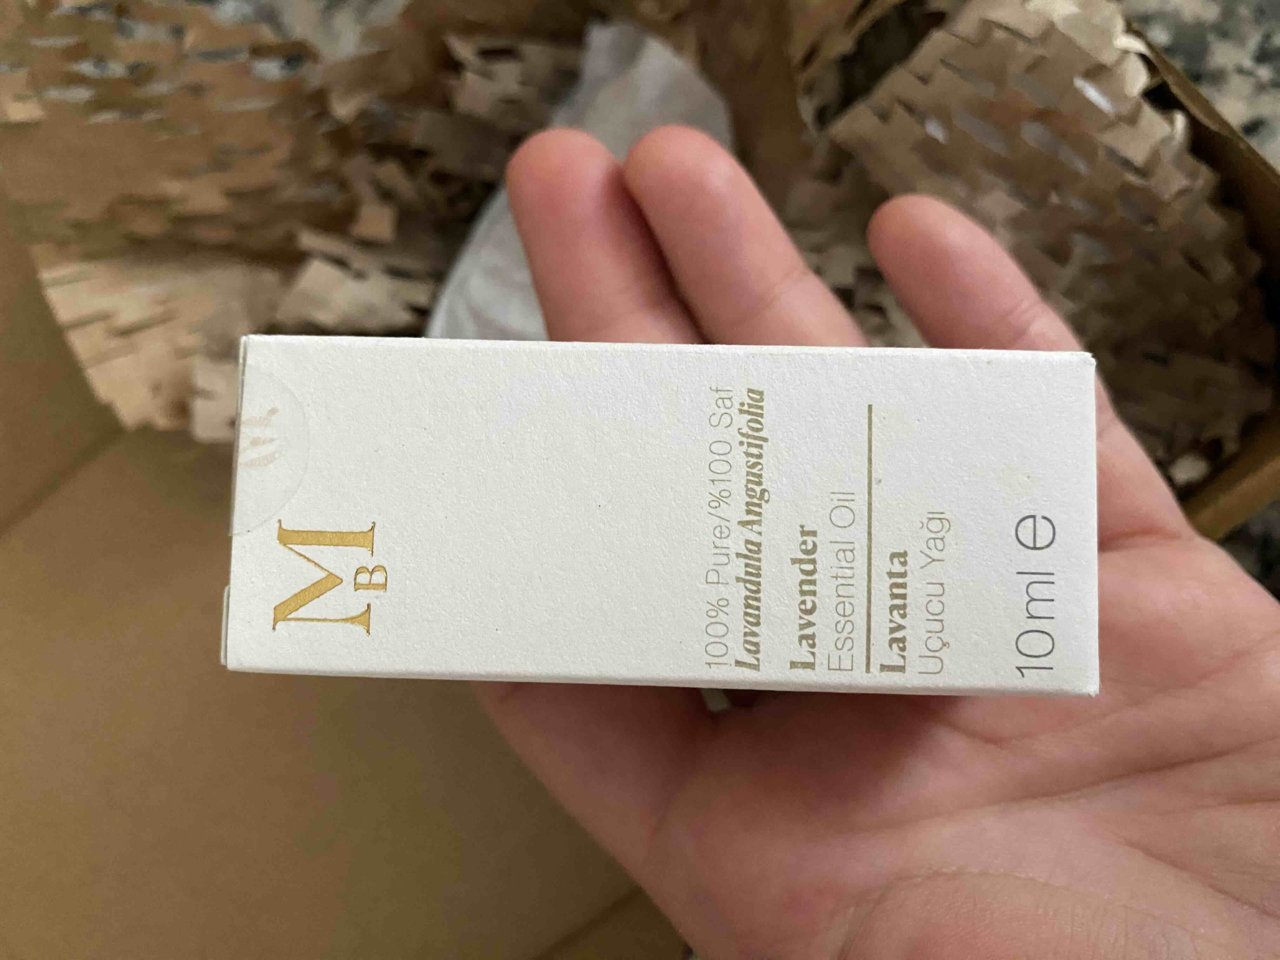 M
B
100% Pure/%100 Saf
Lavandula Angustifolia
Lavender
Essential Oil
Lavanta
Uçucu Yağı
10ml e